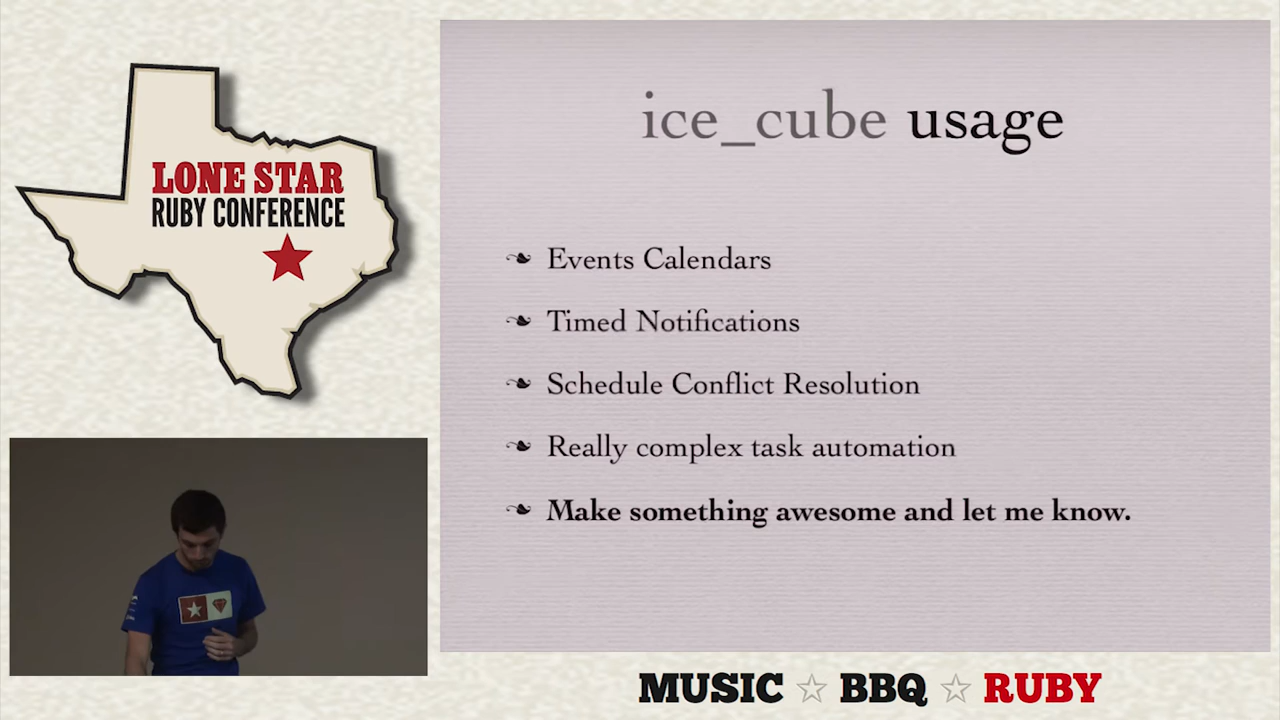 LONE STAR
RUBY CONFERENCE
ice_cube usage
Events Calendars
Timed Notifications
Schedule Conflict Resolution
Really complex task automation
Make something awesome and let me know.
MUSIC ☆ BBQ ☆ RUBY